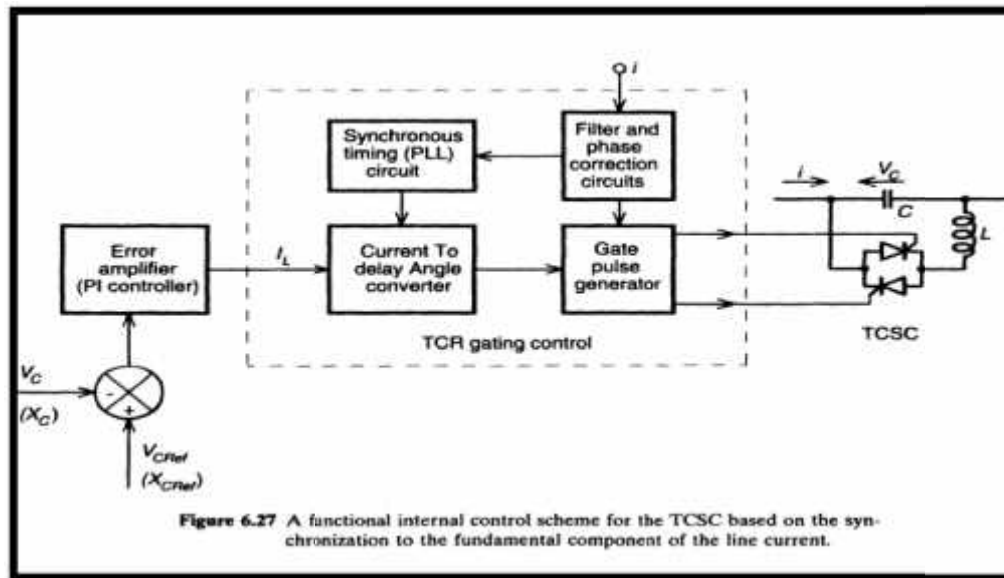 i
Synchronous
timing (PLL)
circuit
Filter and
phase
correction
circuits
i
V_C
C
L
Error
amplifier
(PI controller)
I_L
Current To
delay Angle
converter
Gate
pulse
generator
TCSC
TCR gating control
V_C
(X_C)
-
+
V_CRef
(X_CRef)
Figure 6.27 A functional internal control scheme for the TCSC based on the syn-
chronization to the fundamental component of the line current.